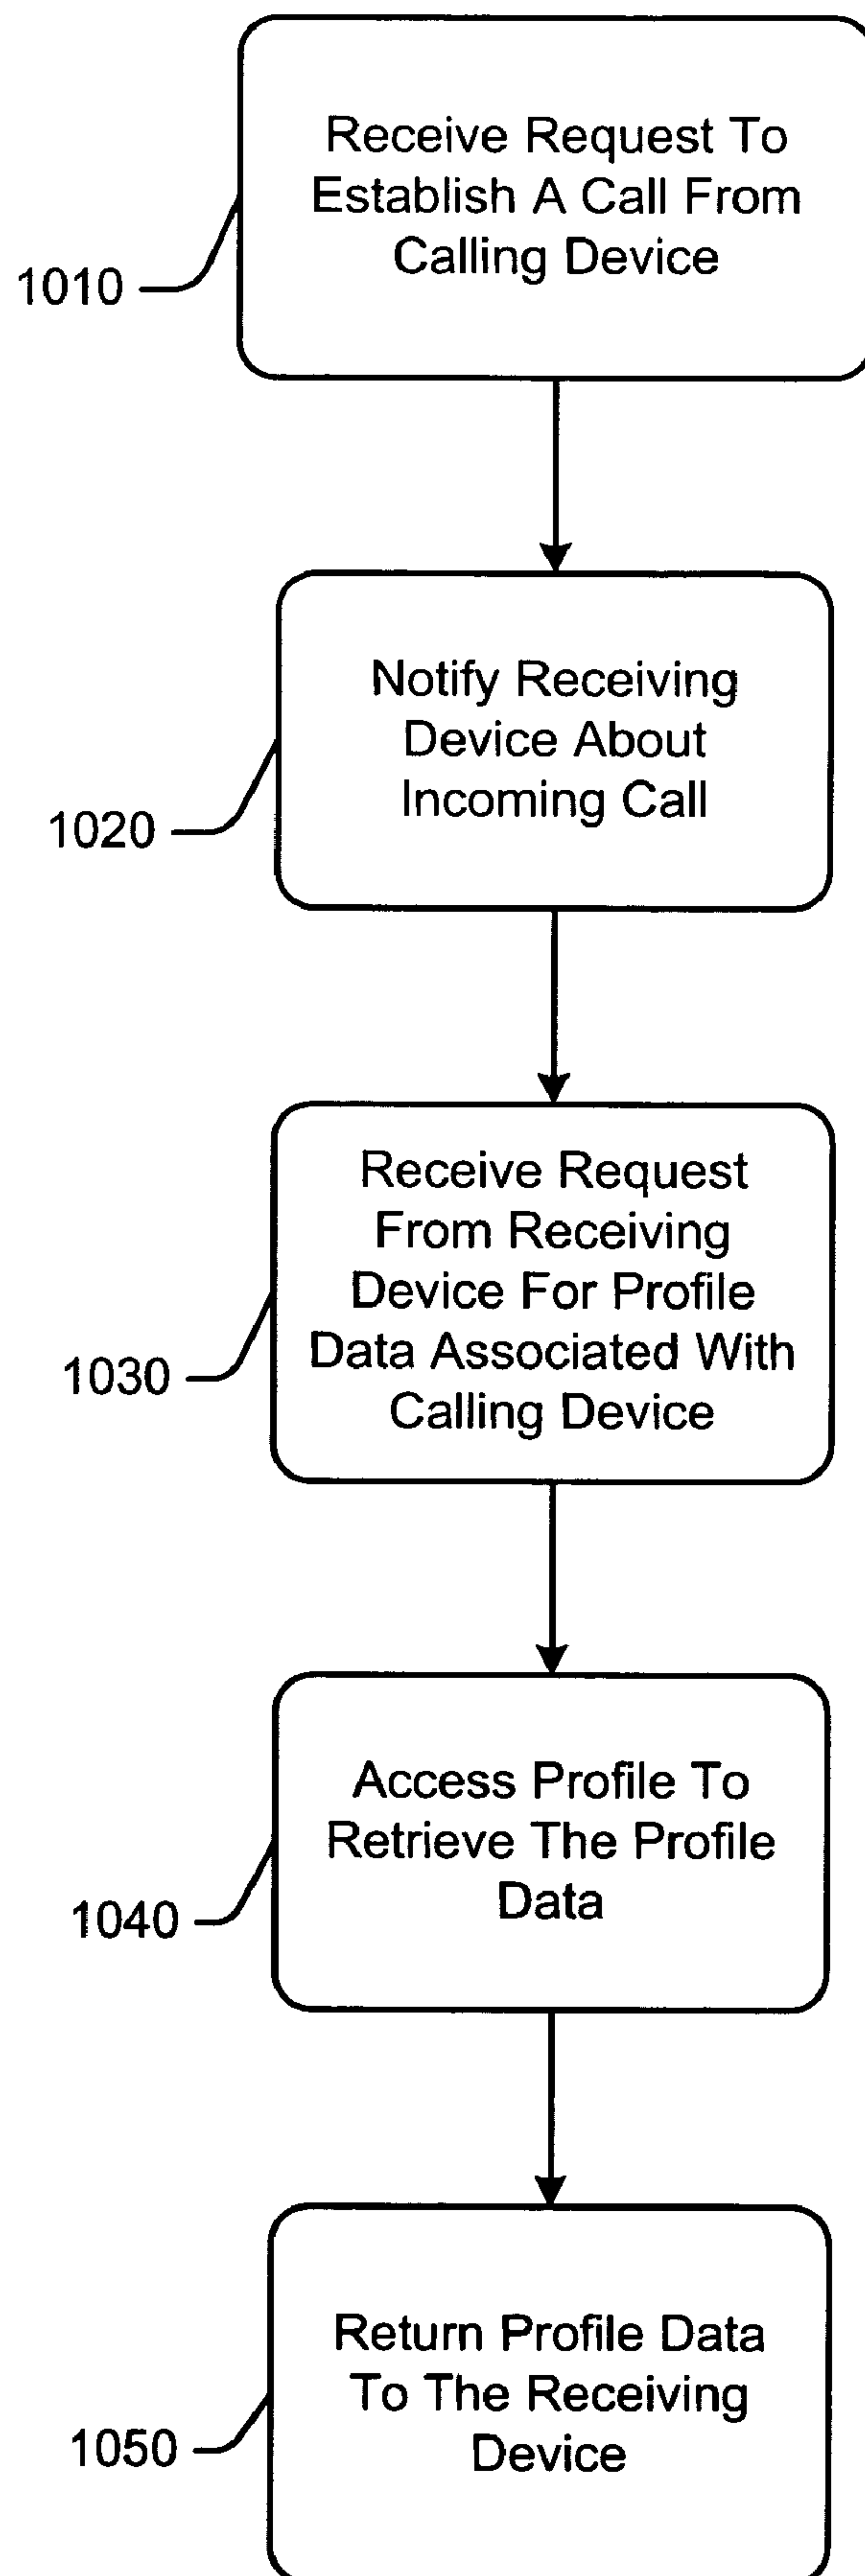 Receive Request To
Establish A Call From
Calling Device
1010
Notify Receiving
Device About
Incoming Call
1020
Receive Request
From Receiving
Device For Profile
Data Associated With
Calling Device
1030
Access Profile To
Retrieve The Profile
Data
1040
Return Profile Data
To The Receiving
Device
1050